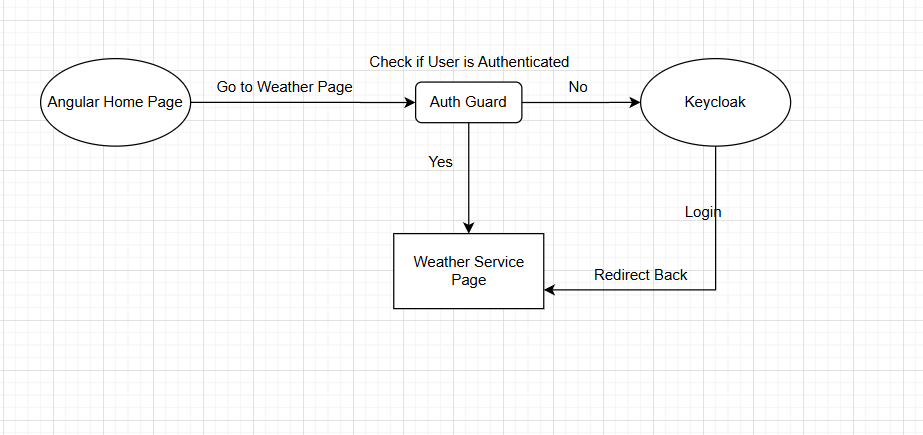 Check if User is Authenticated
Angular Home Page
Go to Weather Page
Auth Guard
No
Keycloak
Yes
Login
Weather Service
Page
Redirect Back